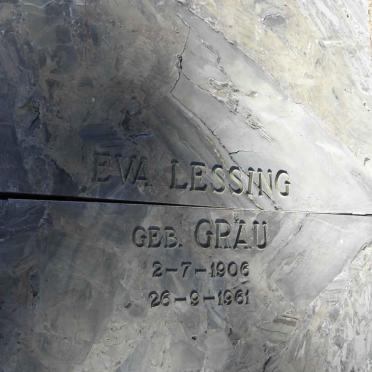 EVA LESSING
GEB. GRAU
2-7-1906
26-9-1961